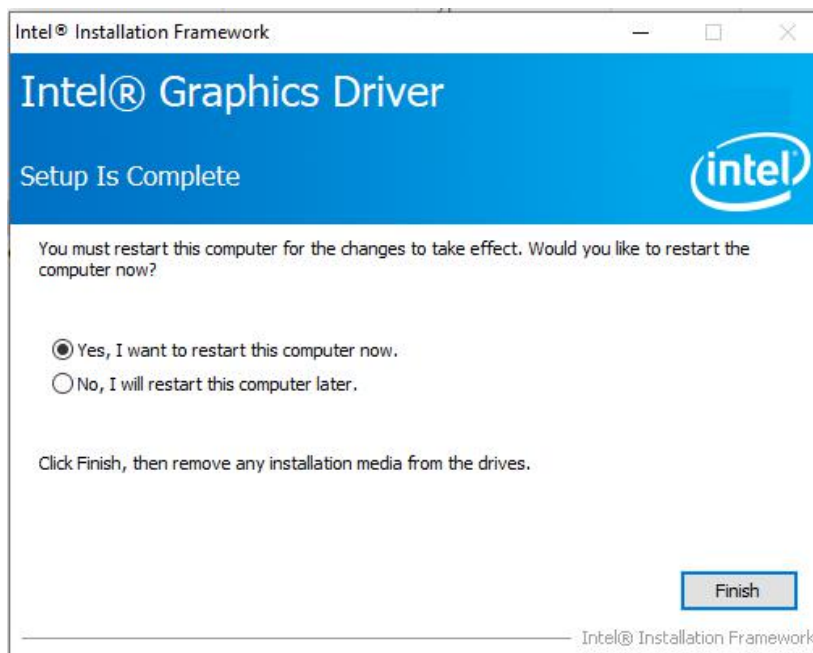 Intel® Installation Framework
Intel® Graphics Driver
Setup Is Complete
intel
You must restart this computer for the changes to take effect. Would you like to restart the
computer now?
Yes, I want to restart this computer now.
No, I will restart this computer later.
Click Finish, then remove any installation media from the drives.
Finish
Intel® Installation Framework